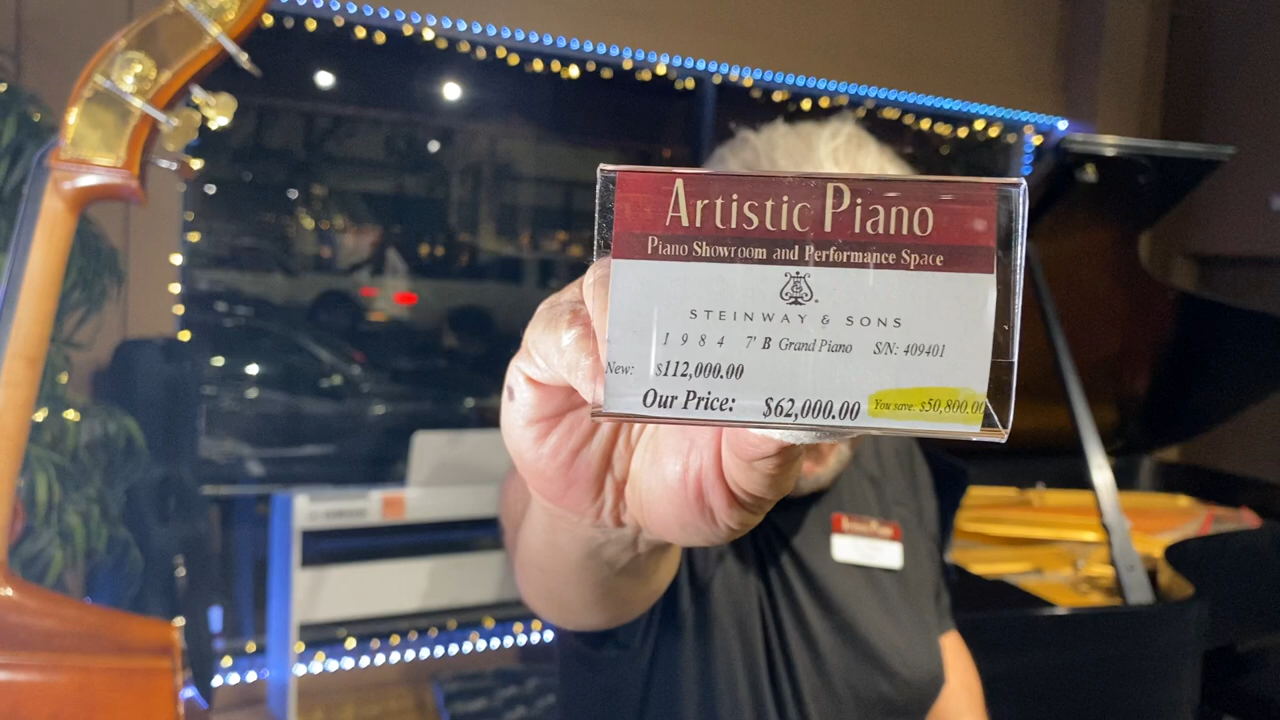 Artistic Piano
Piano Showroom and Performance Space
STEINWAY & SONS
1984 7' B Grand Piano S/N: 409401
New: $112,000.00
Our Price: $62,000.00 You save: $50,800.00